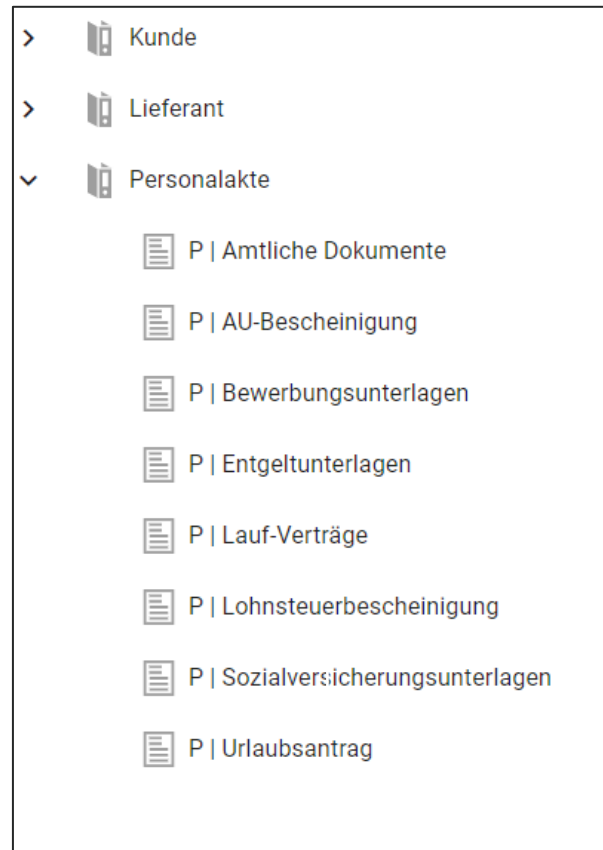 Kunde
Lieferant
Personalakte
P | Amtliche Dokumente
P | AU-Bescheinigung
P | Bewerbungsunterlagen
P | Entgeltunterlagen
P | Lauf-Verträge
P | Lohnsteuerbescheinigung
P | Sozialversicherungsunterlagen
P | Urlaubsantrag